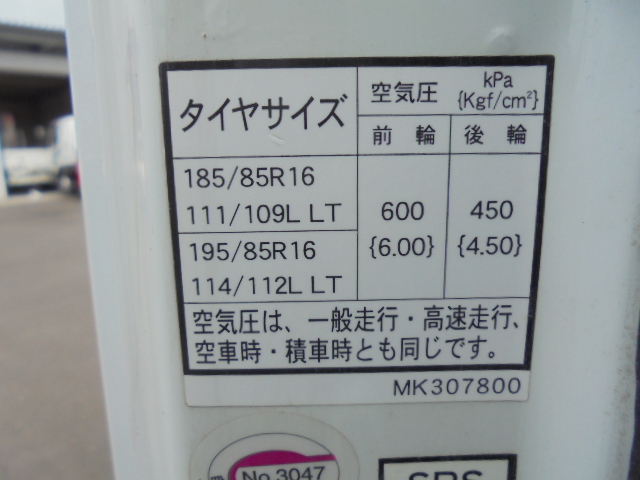 タイヤサイズ
空気圧 kPa
{Kgf/cm²}
前輪 後輪
185/85R16
111/109L LT
195/85R16
114/112L LT
600
{6.00}
450
{4.50}
空気圧は、一般走行・高速走行、
空車時・積車時とも同じです。
MK307800
No.3047
SRS